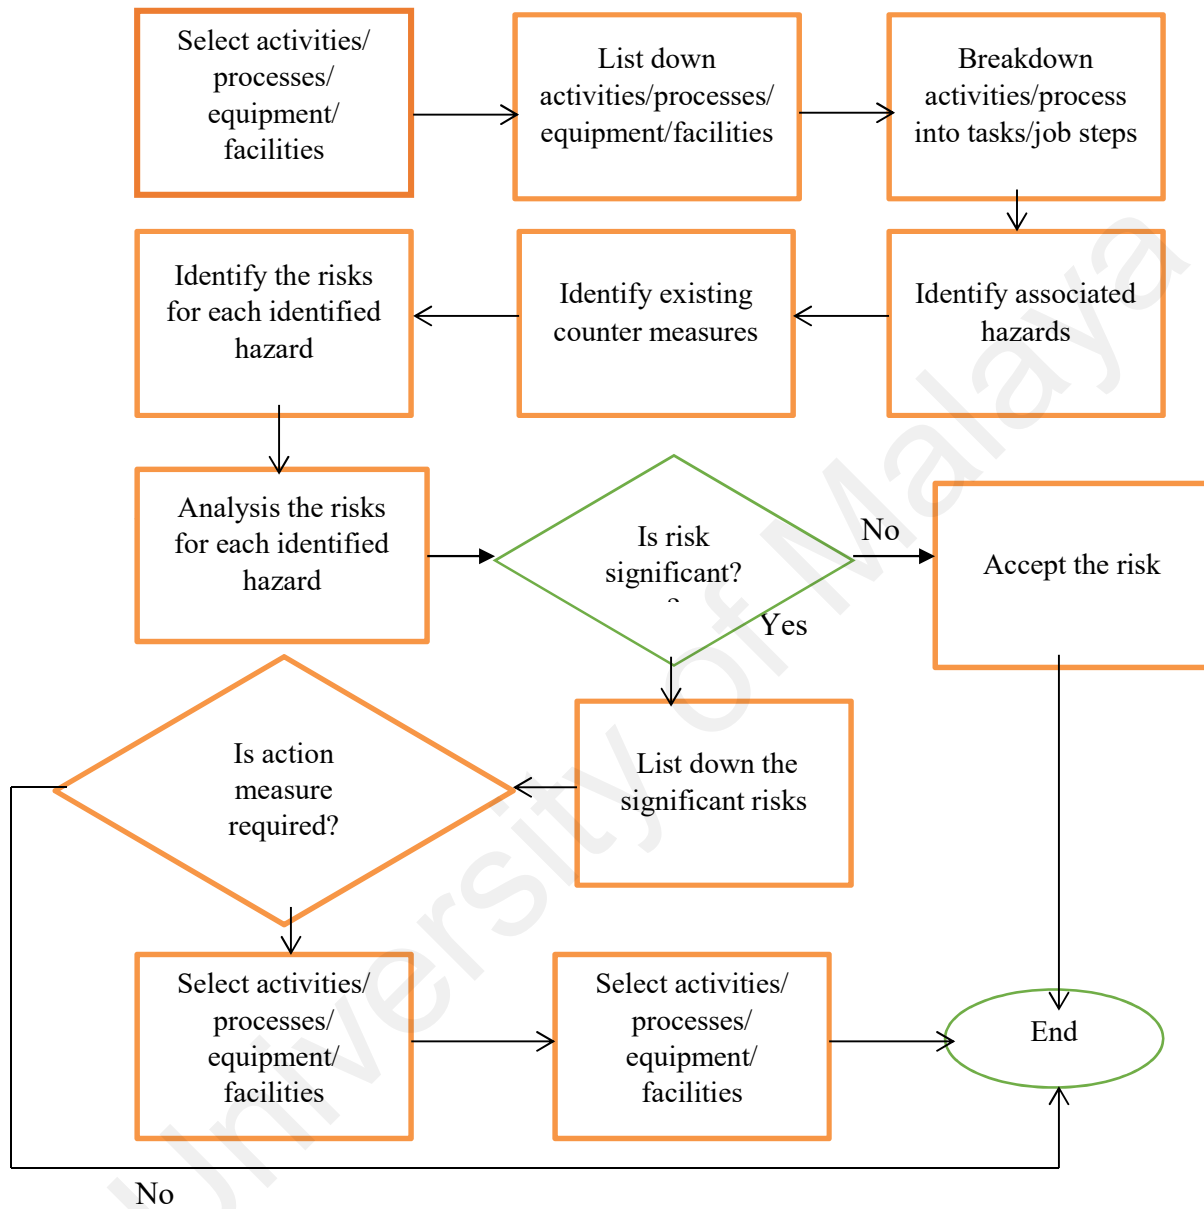 Select activities/
processes/
equipment/
facilities
List down
activities/processes/
equipment/facilities
Breakdown
activities/process
into tasks/job steps
Identify the risks
for each identified
hazard
Identify existing
counter measures
Identify associated
hazards
Analysis the risks
for each identified
hazard
Is risk
significant?
?
No
Yes
Accept the risk
Is action
measure
required?
List down the
significant risks
Select activities/
processes/
equipment/
facilities
Select activities/
processes/
equipment/
facilities
End
No
University of Malaya